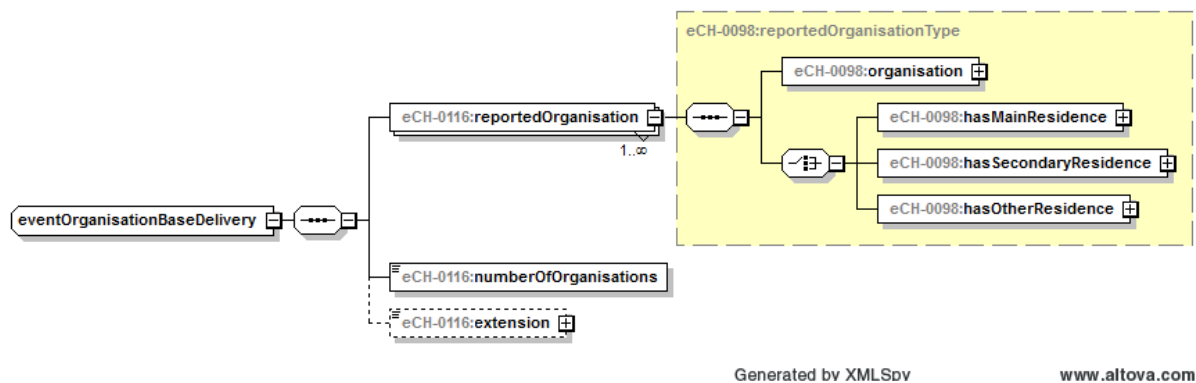 eCH-0098:reportedOrganisationType
eCH-0098:organisation
eCH-0116:reportedOrganisation
1..∞
eCH-0098:hasMainResidence
eCH-0098:hasSecondaryResidence
eCH-0098:hasOtherResidence
eventOrganisationBaseDelivery
eCH-0116:numberOfOrganisations
eCH-0116:extension
Generated by XMLSpy www.altova.com